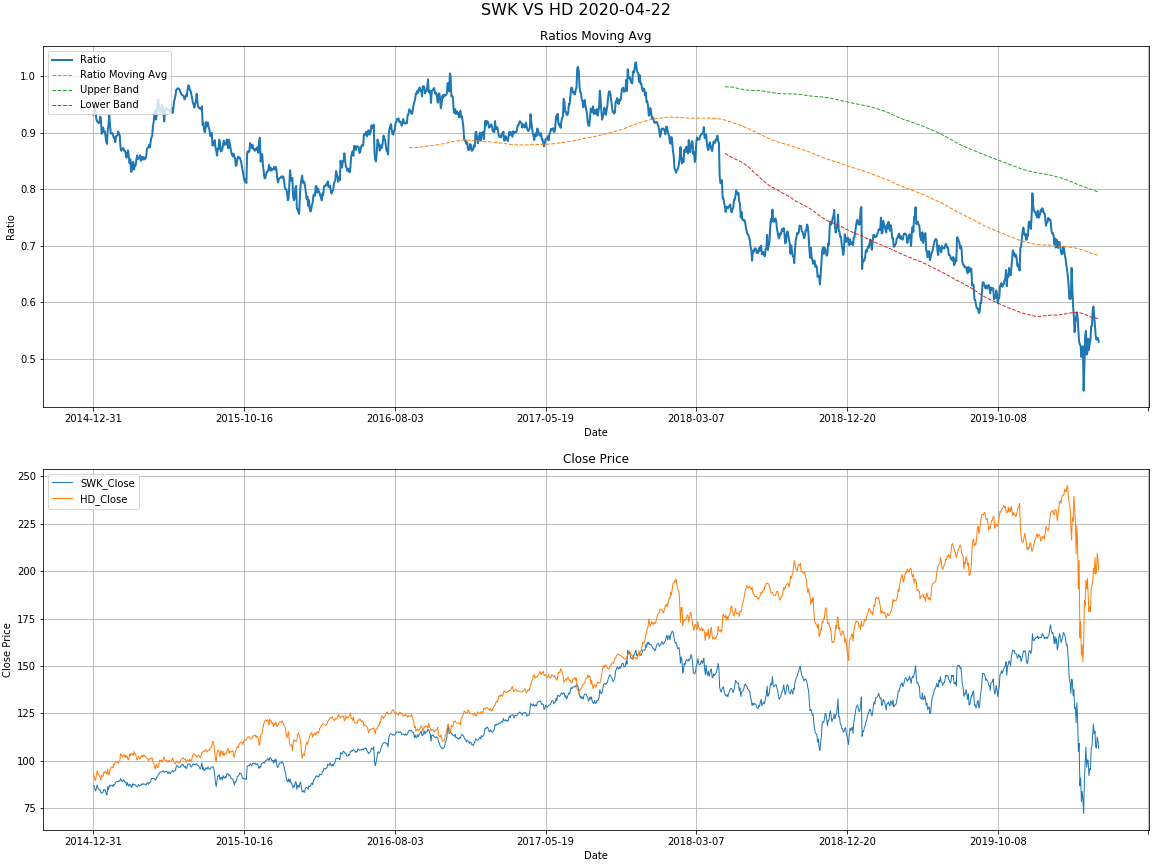 SWK VS HD 2020-04-22
Ratios Moving Avg
Ratio
Ratio Moving Avg
Upper Band
Lower Band
1.0
0.9
0.8
0.7
0.6
0.5
Ratio
2014-12-31 2015-10-16 2016-08-03 2017-05-19 2018-03-07 2018-12-20 2019-10-08
Date
Close Price
SWK_Close
HD_Close
250
225
200
175
150
125
100
75
Close Price
2014-12-31 2015-10-16 2016-08-03 2017-05-19 2018-03-07 2018-12-20 2019-10-08
Date